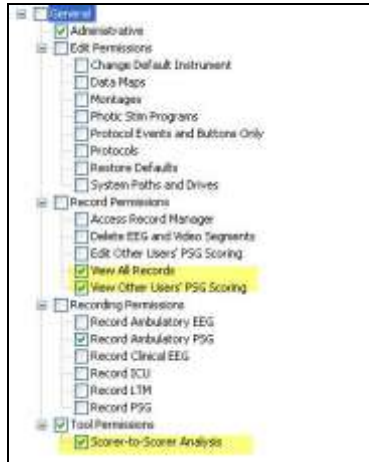 General
Administrative
Edit Permissions
Change Default Instrument
Data Maps
Montages
Photic Stim Programs
Protocol Events and Buttons Only
Protocols
Restore Defaults
System Paths and Drives
Record Permissions
Access Record Manager
Delete EEG and Video Segments
Edit Other Users' PSG Scoring
View All Records
View Other Users' PSG Scoring
Recording Permissions
Record Ambulatory EEG
Record Ambulatory PSG
Record Clinical EEG
Record ICU
Record LTM
Record PSG
Tool Permissions
Scorer-to-Scorer Analysis